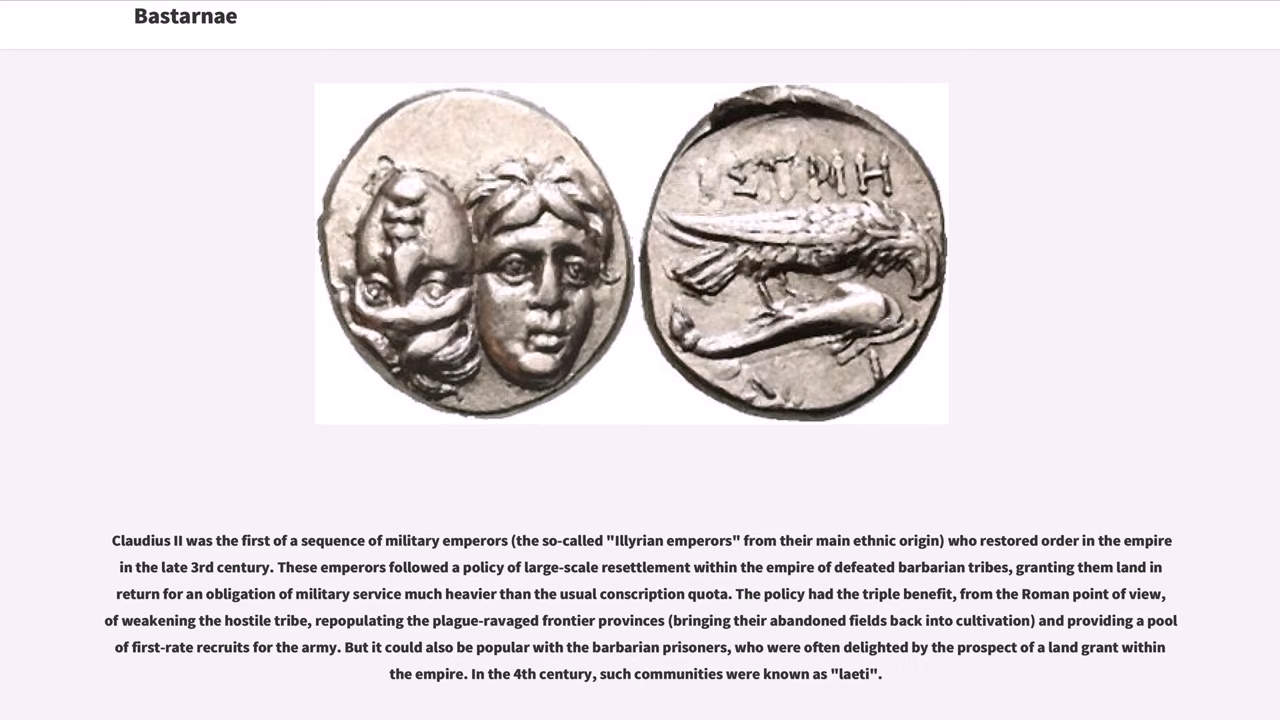 Bastarnae
ΙΣΤΡΙΗ
Claudius II was the first of a sequence of military emperors (the so-called "Illyrian emperors" from their main ethnic origin) who restored order in the empire
in the late 3rd century. These emperors followed a policy of large-scale resettlement within the empire of defeated barbarian tribes, granting them land in
return for an obligation of military service much heavier than the usual conscription quota. The policy had the triple benefit, from the Roman point of view,
of weakening the hostile tribe, repopulating the plague-ravaged frontier provinces (bringing their abandoned fields back into cultivation) and providing a pool
of first-rate recruits for the army. But it could also be popular with the barbarian prisoners, who were often delighted by the prospect of a land grant within
the empire. In the 4th century, such communities were known as "laeti".